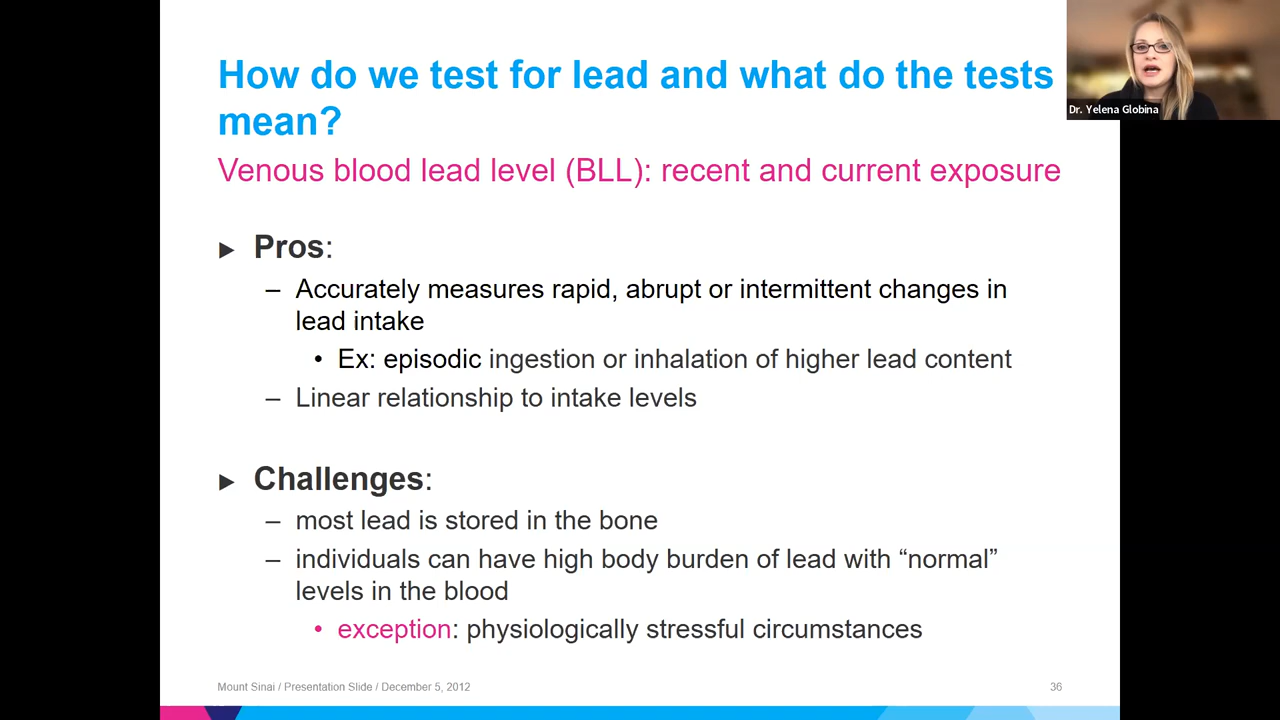 How do we test for lead and what do the tests
mean?
Venous blood lead level (BLL): recent and current exposure
► Pros:
– Accurately measures rapid, abrupt or intermittent changes in
lead intake
• Ex: episodic ingestion or inhalation of higher lead content
– Linear relationship to intake levels
► Challenges:
– most lead is stored in the bone
– individuals can have high body burden of lead with “normal”
levels in the blood
• exception: physiologically stressful circumstances
Mount Sinai / Presentation Slide / December 5, 2012
36
Dr. Yelena Globina